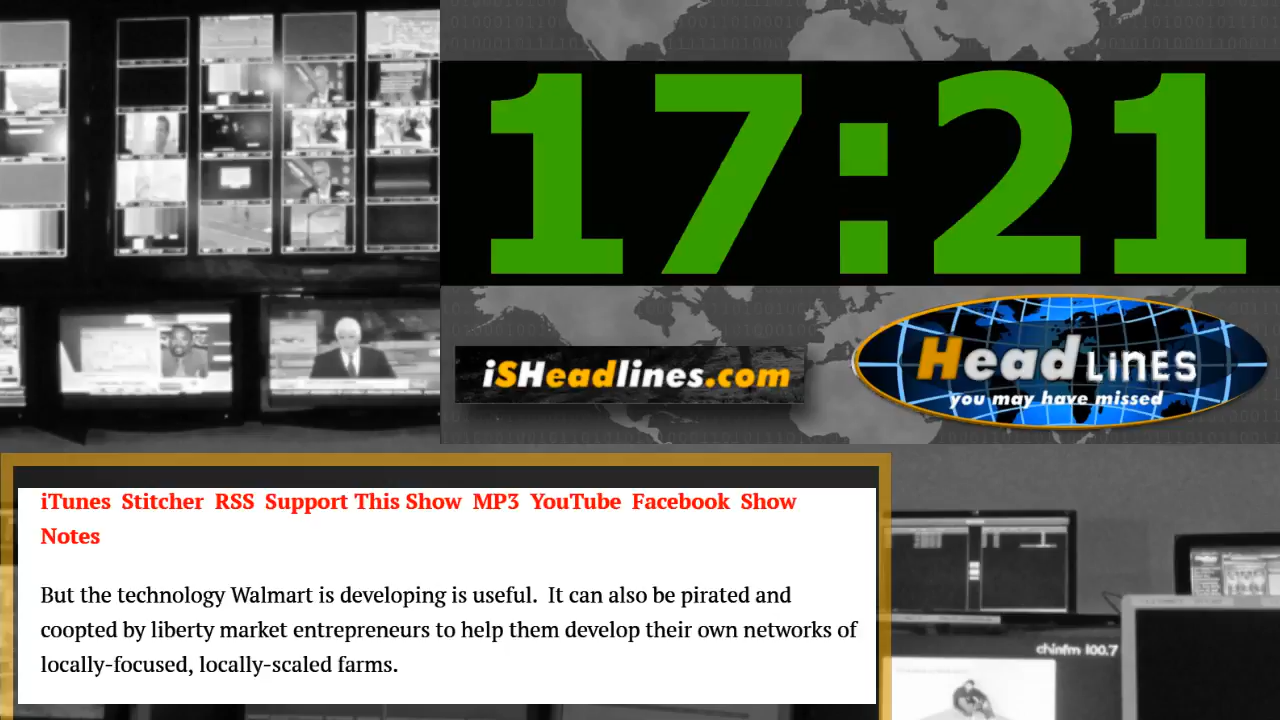 17:21
iSHeadlines.com
HeadLINES
you may have missed
iTunes Stitcher RSS Support This Show MP3 YouTube Facebook Show
Notes
But the technology Walmart is developing is useful. It can also be pirated and
coopted by liberty market entrepreneurs to help them develop their own networks of
locally-focused, locally-scaled farms.
chinfm 100.7